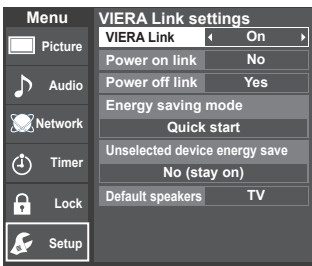 Menu
Picture
Audio
Network
Timer
Lock
Setup
VIERA Link settings
VIERA Link On
Power on link No
Power off link Yes
Energy saving mode
Quick start
Unselected device energy save
No (stay on)
Default speakers TV